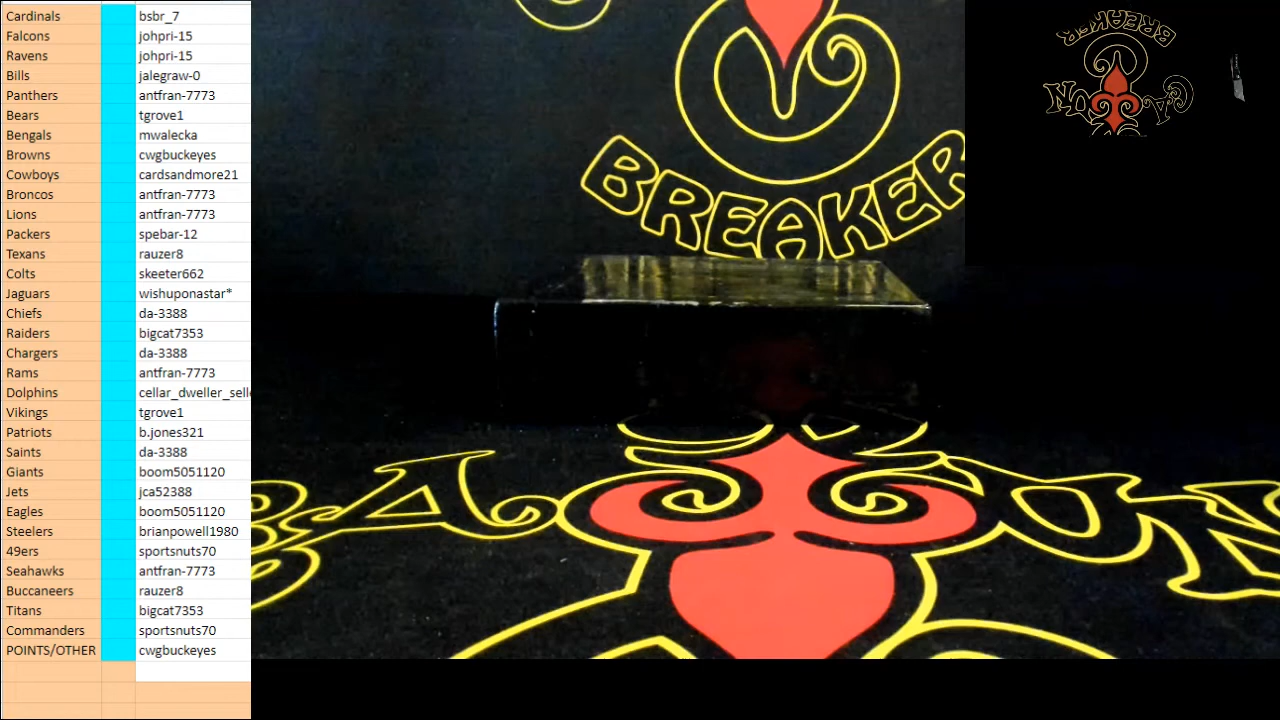 Cardinals bsbr_7
Falcons johpri-15
Ravens johpri-15
Bills jalegraw-0
Panthers antfran-7773
Bears tgrove1
Bengals mwalecka
Browns cwgbuckeyes
Cowboys cardsandmore21
Broncos antfran-7773
Lions antfran-7773
Packers spebar-12
Texans rauzer8
Colts skeeter662
Jaguars wishuponastar*
Chiefs da-3388
Raiders bigcat7353
Chargers da-3388
Rams antfran-7773
Dolphins cellar_dweller_sell
Vikings tgrove1
Patriots b.jones321
Saints da-3388
Giants boom5051120
Jets jca52388
Eagles boom5051120
Steelers brianpowell1980
49ers sportsnuts70
Seahawks antfran-7773
Buccaneers rauzer8
Titans bigcat7353
Commanders sportsnuts70
POINTS/OTHER cwgbuckeyes
BREAKER
BREAKER